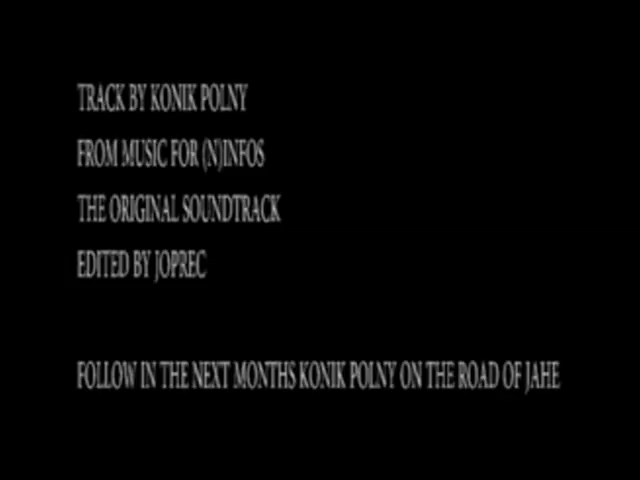 TRACK BY KONIK POLNY
FROM MUSIC FOR (N)INFOS
THE ORIGINAL SOUNDTRACK
EDITED BY JOPREC
FOLLOW IN THE NEXT MONTHS KONIK POLNY ON THE ROAD OF JAHE